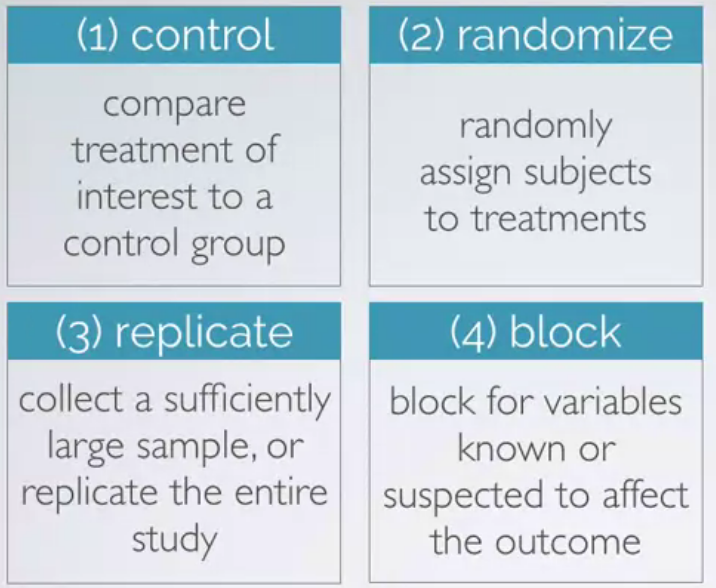 (1) control
compare
treatment of
interest to a
control group
(2) randomize
randomly
assign subjects
to treatments
(3) replicate
collect a sufficiently
large sample, or
replicate the entire
study
(4) block
block for variables
known or
suspected to affect
the outcome